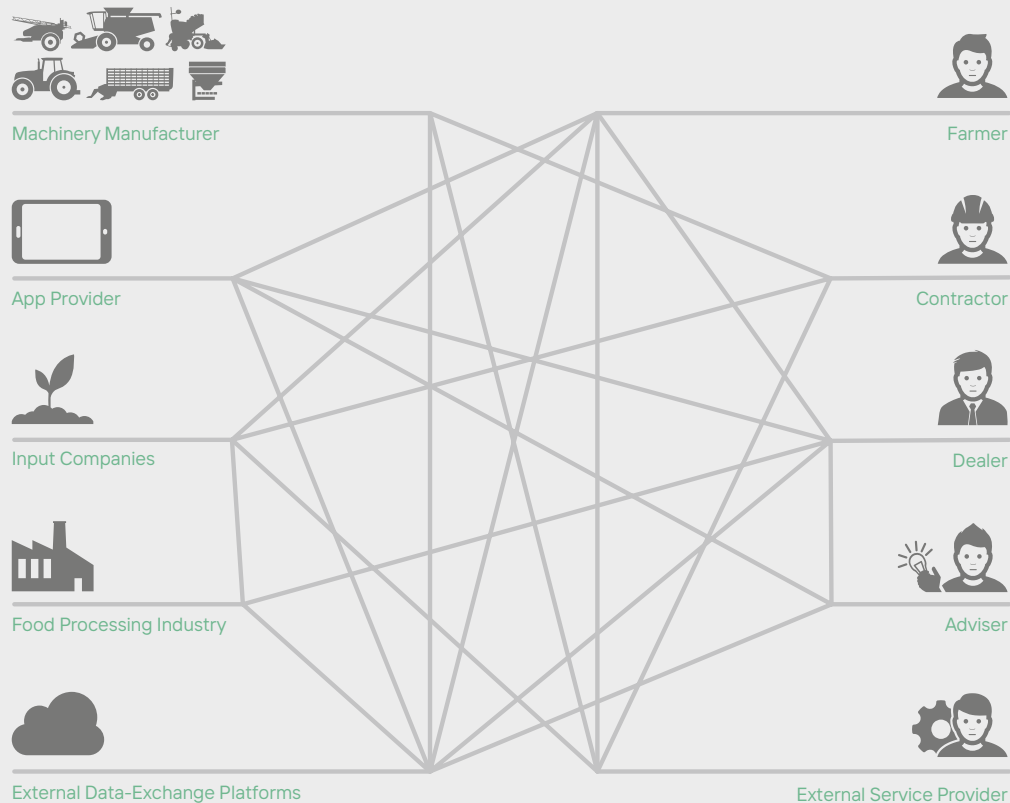 Machinery Manufacturer
Farmer
App Provider
Contractor
Input Companies
Dealer
Food Processing Industry
Adviser
External Data-Exchange Platforms
External Service Provider